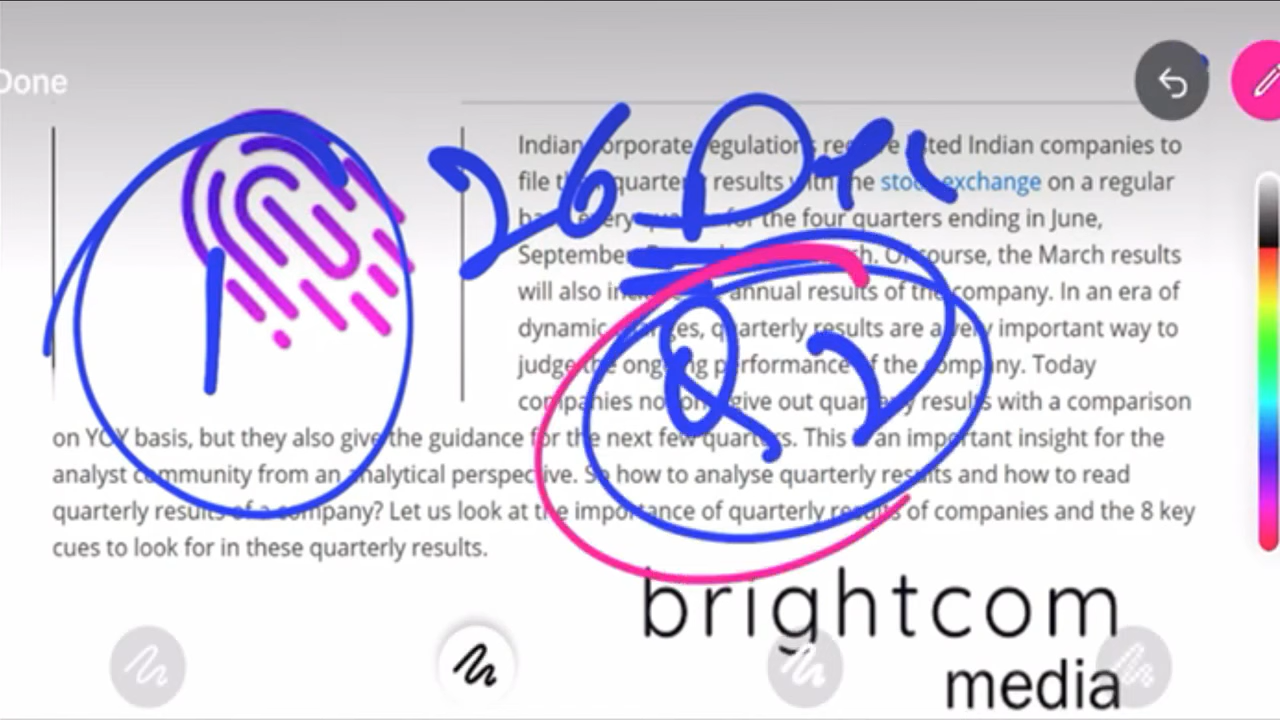 Done
26 Dec
Indian corporate regulations require listed Indian companies to
file the quarterly results with the stock exchange on a regular
basis every quarter for the four quarters ending in June,
September, March. Of course, the March results
will also annual results of the company. In an era of
dynamic changes, quarterly results are a very important way to
judge the ongoing performance of the company. Today
companies not only give out quarterly results with a comparison
on YOY basis, but they also give the guidance for the next few quarters. This an important insight for the
analyst community from an analytical perspective. So how to analyse quarterly results and how to read
quarterly results of a company? Let us look at the importance of quarterly results of companies and the 8 key
cues to look for in these quarterly results.
1
Q2
brightcom
media